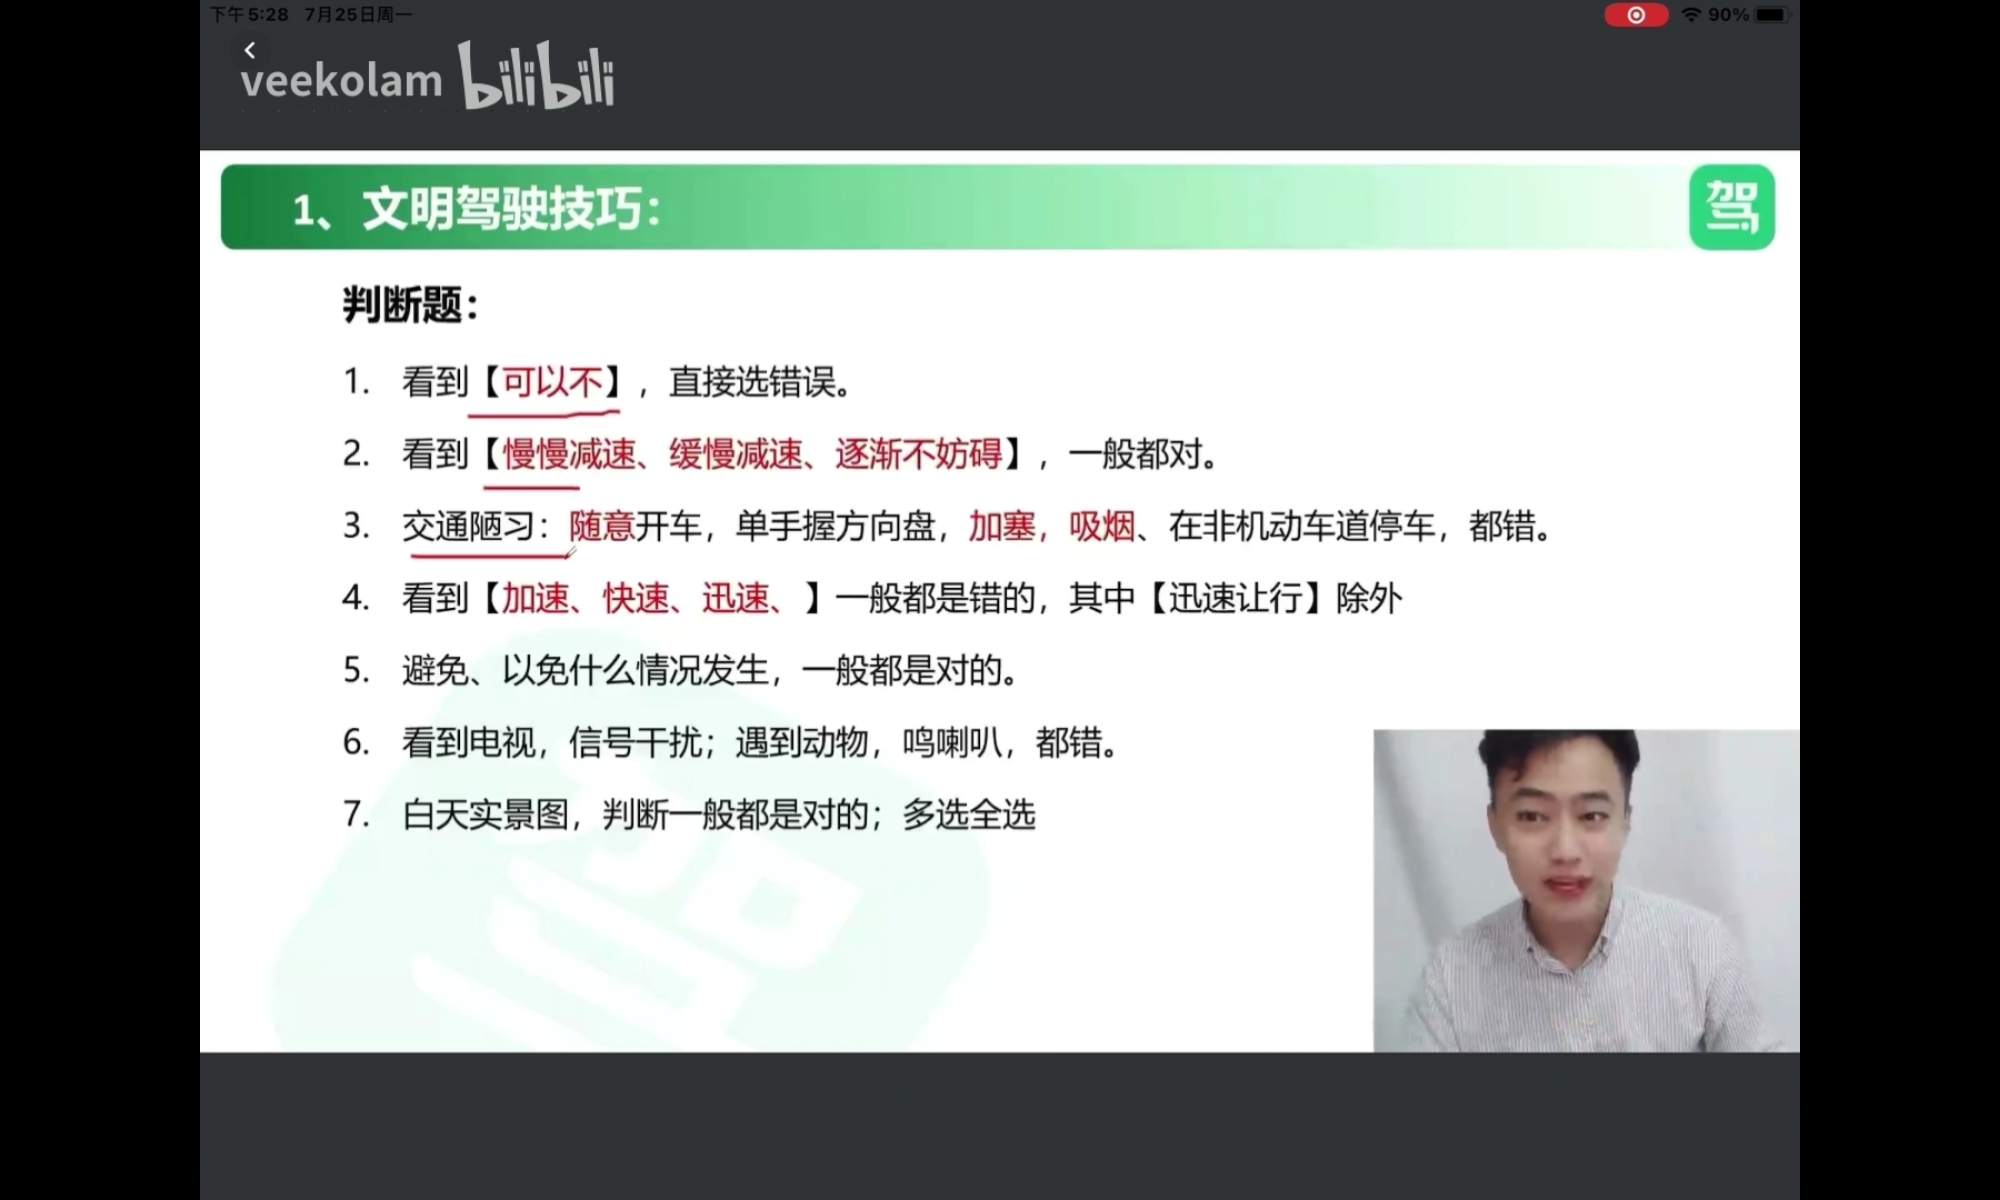 下午5:28 7月25日周一
90%
veekolam bilibili
1、文明驾驶技巧：
驾
判断题：
1. 看到【可以不】，直接选错误。
2. 看到【慢慢减速、缓慢减速、逐渐不妨碍】，一般都对。
3. 交通陋习：随意开车，单手握方向盘，加塞，吸烟、在非机动车道停车，都错。
4. 看到【加速、快速、迅速、】一般都是错的，其中【迅速让行】除外
5. 避免、以免什么情况发生，一般都是对的。
6. 看到电视，信号干扰；遇到动物，鸣喇叭，都错。
7. 白天实景图，判断一般都是对的；多选全选